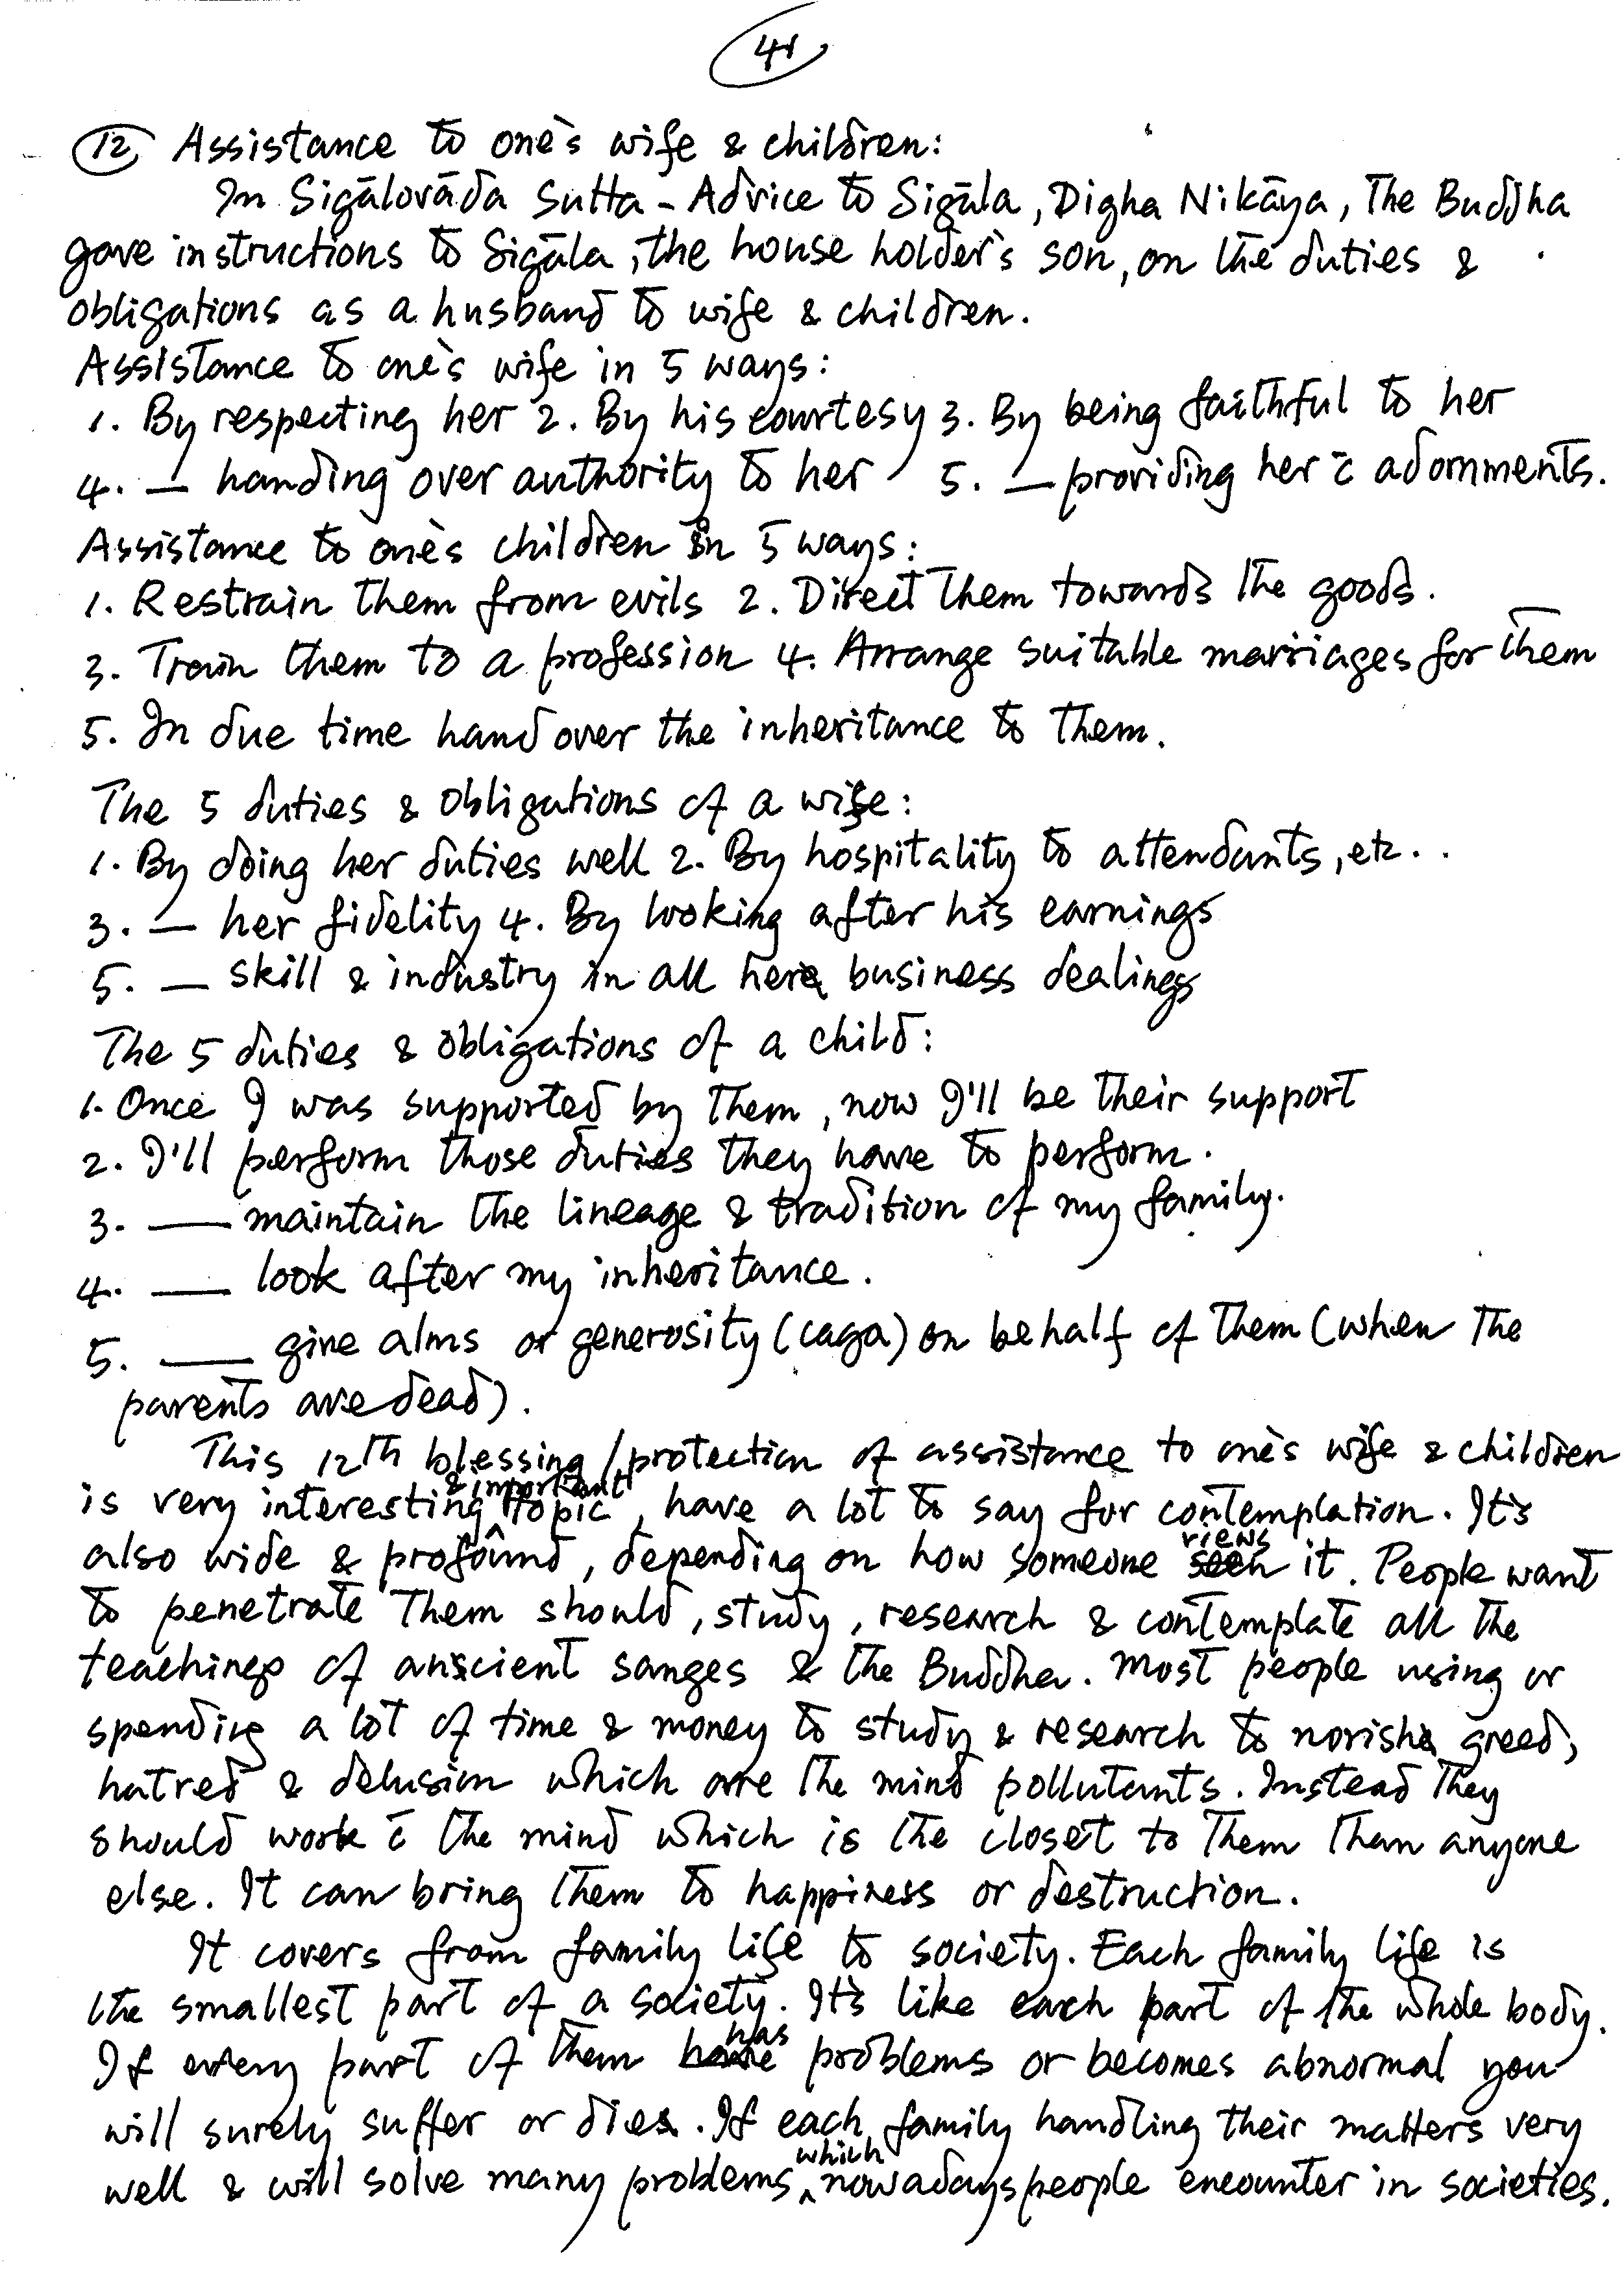 41
12 Assistance to one's wife & children:
In Sigālovāda Sutta - Advice to Sigāla, Digha Nikāya, The Buddha
gave instructions to Sigāla, the house holder's son, on the duties &
obligations as a husband to wife & children.
Assistance to one's wife in 5 ways:
1. By respecting her 2. By his courtesy 3. By being faithful to her
4. — handing over authority to her 5. — providing her c̄ adornments.
Assistance to one's children in 5 ways:
1. Restrain them from evils 2. Direct them towards the goods.
3. Train them to a profession 4. Arrange suitable marriages for them
5. In due time hand over the inheritance to them.
The 5 duties & obligations of a wife:
1. By doing her duties well 2. By hospitality to attendants, etc..
3. — her fidelity 4. By looking after his earnings
5. — skill & industry in all her business dealings
The 5 duties & obligations of a child:
1. Once I was supported by them, now I'll be their support
2. I'll perform those duties they have to perform.
3. — maintain the lineage & tradition of my family.
4. — look after my inheritance.
5. — give alms or generosity (caga) on behalf of them (when the
parents are dead).
This 12th blessing/protection of assistance to one's wife & children
is very interesting & important topic, have a lot to say for contemplation. It's
also wide & profound, depending on how someone views it. People want
to penetrate them should, study, research & contemplate all the
teachings of anscient sanges & the Buddha. Most people using or
spending a lot of time & money to study & research to norish greed,
hatred & delusion which are the mind pollutants. Instead they
should work c̄ the mind which is the closet to them than anyone
else. It can bring them to happiness or destruction.
It covers from family life to society. Each family life is
the smallest part of a society. It's like each part of the whole body.
If every part of them has problems or becomes abnormal you
will surely suffer or dies. If each family handling their matters very
well & will solve many problems which nowadays people encounter in societies.